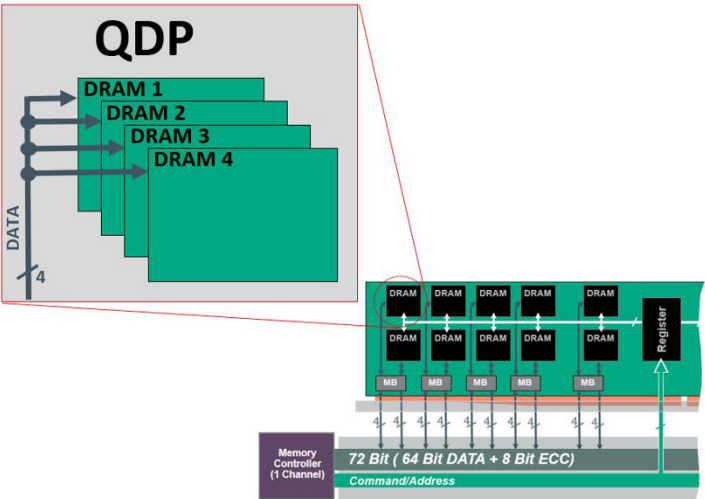 QDP
DRAM 1
DRAM 2
DRAM 3
DRAM 4
DATA
4
DRAM DRAM DRAM DRAM DRAM
DRAM DRAM DRAM DRAM DRAM
Register
MB MB MB MB MB
4 4 4 4 4 4 4 4 4 4
Memory
Controller
(1 Channel)
72 Bit ( 64 Bit DATA + 8 Bit ECC)
Command/Address